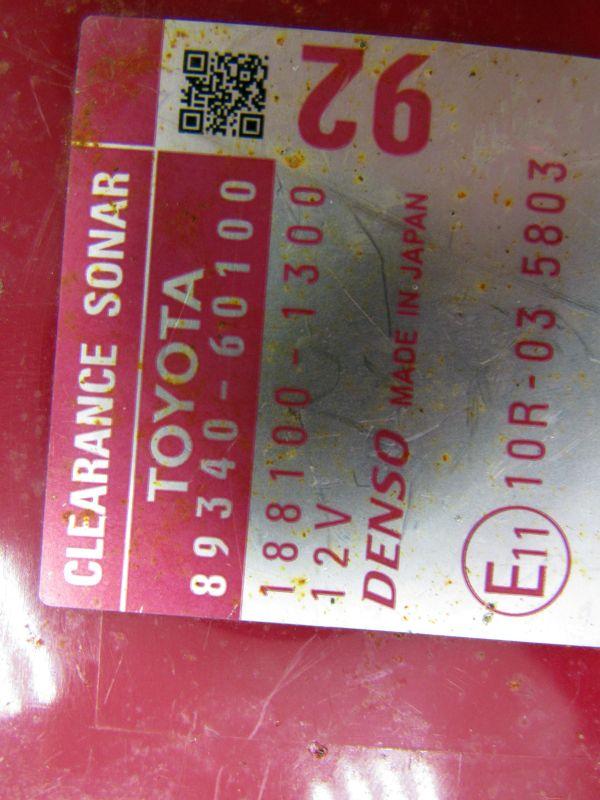 CLEARANCE SONAR
TOYOTA
89340-60100
188100-1300
12V
DENSO MADE IN JAPAN
E11 10R-03 5803
92